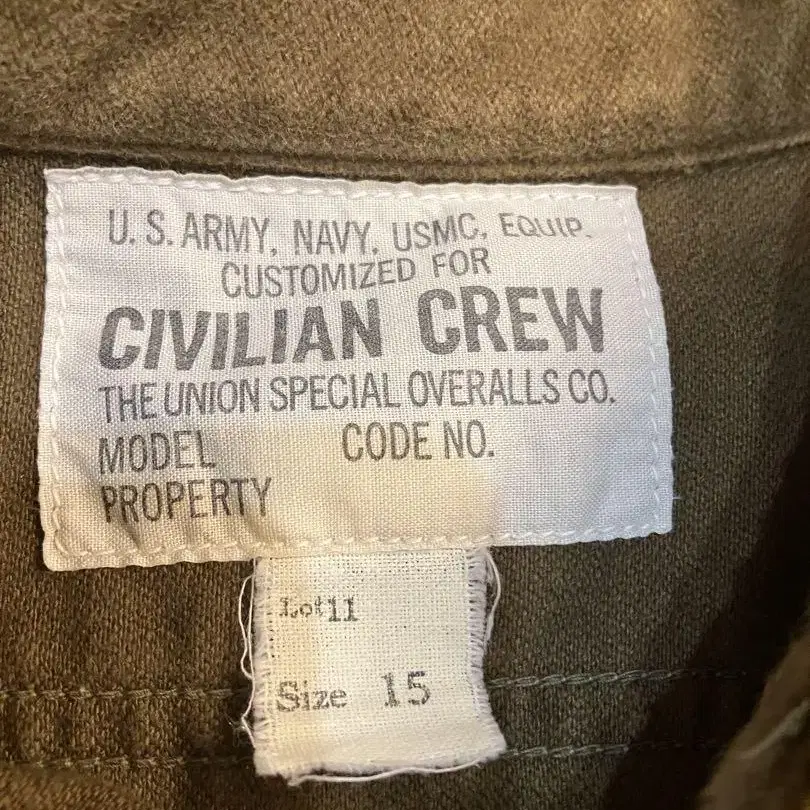 U. S. ARMY, NAVY, USMC, EQUIP.
CUSTOMIZED FOR
CIVILIAN CREW
THE UNION SPECIAL OVERALLS CO.
MODEL CODE NO.
PROPERTY
Lot 11
Size 15